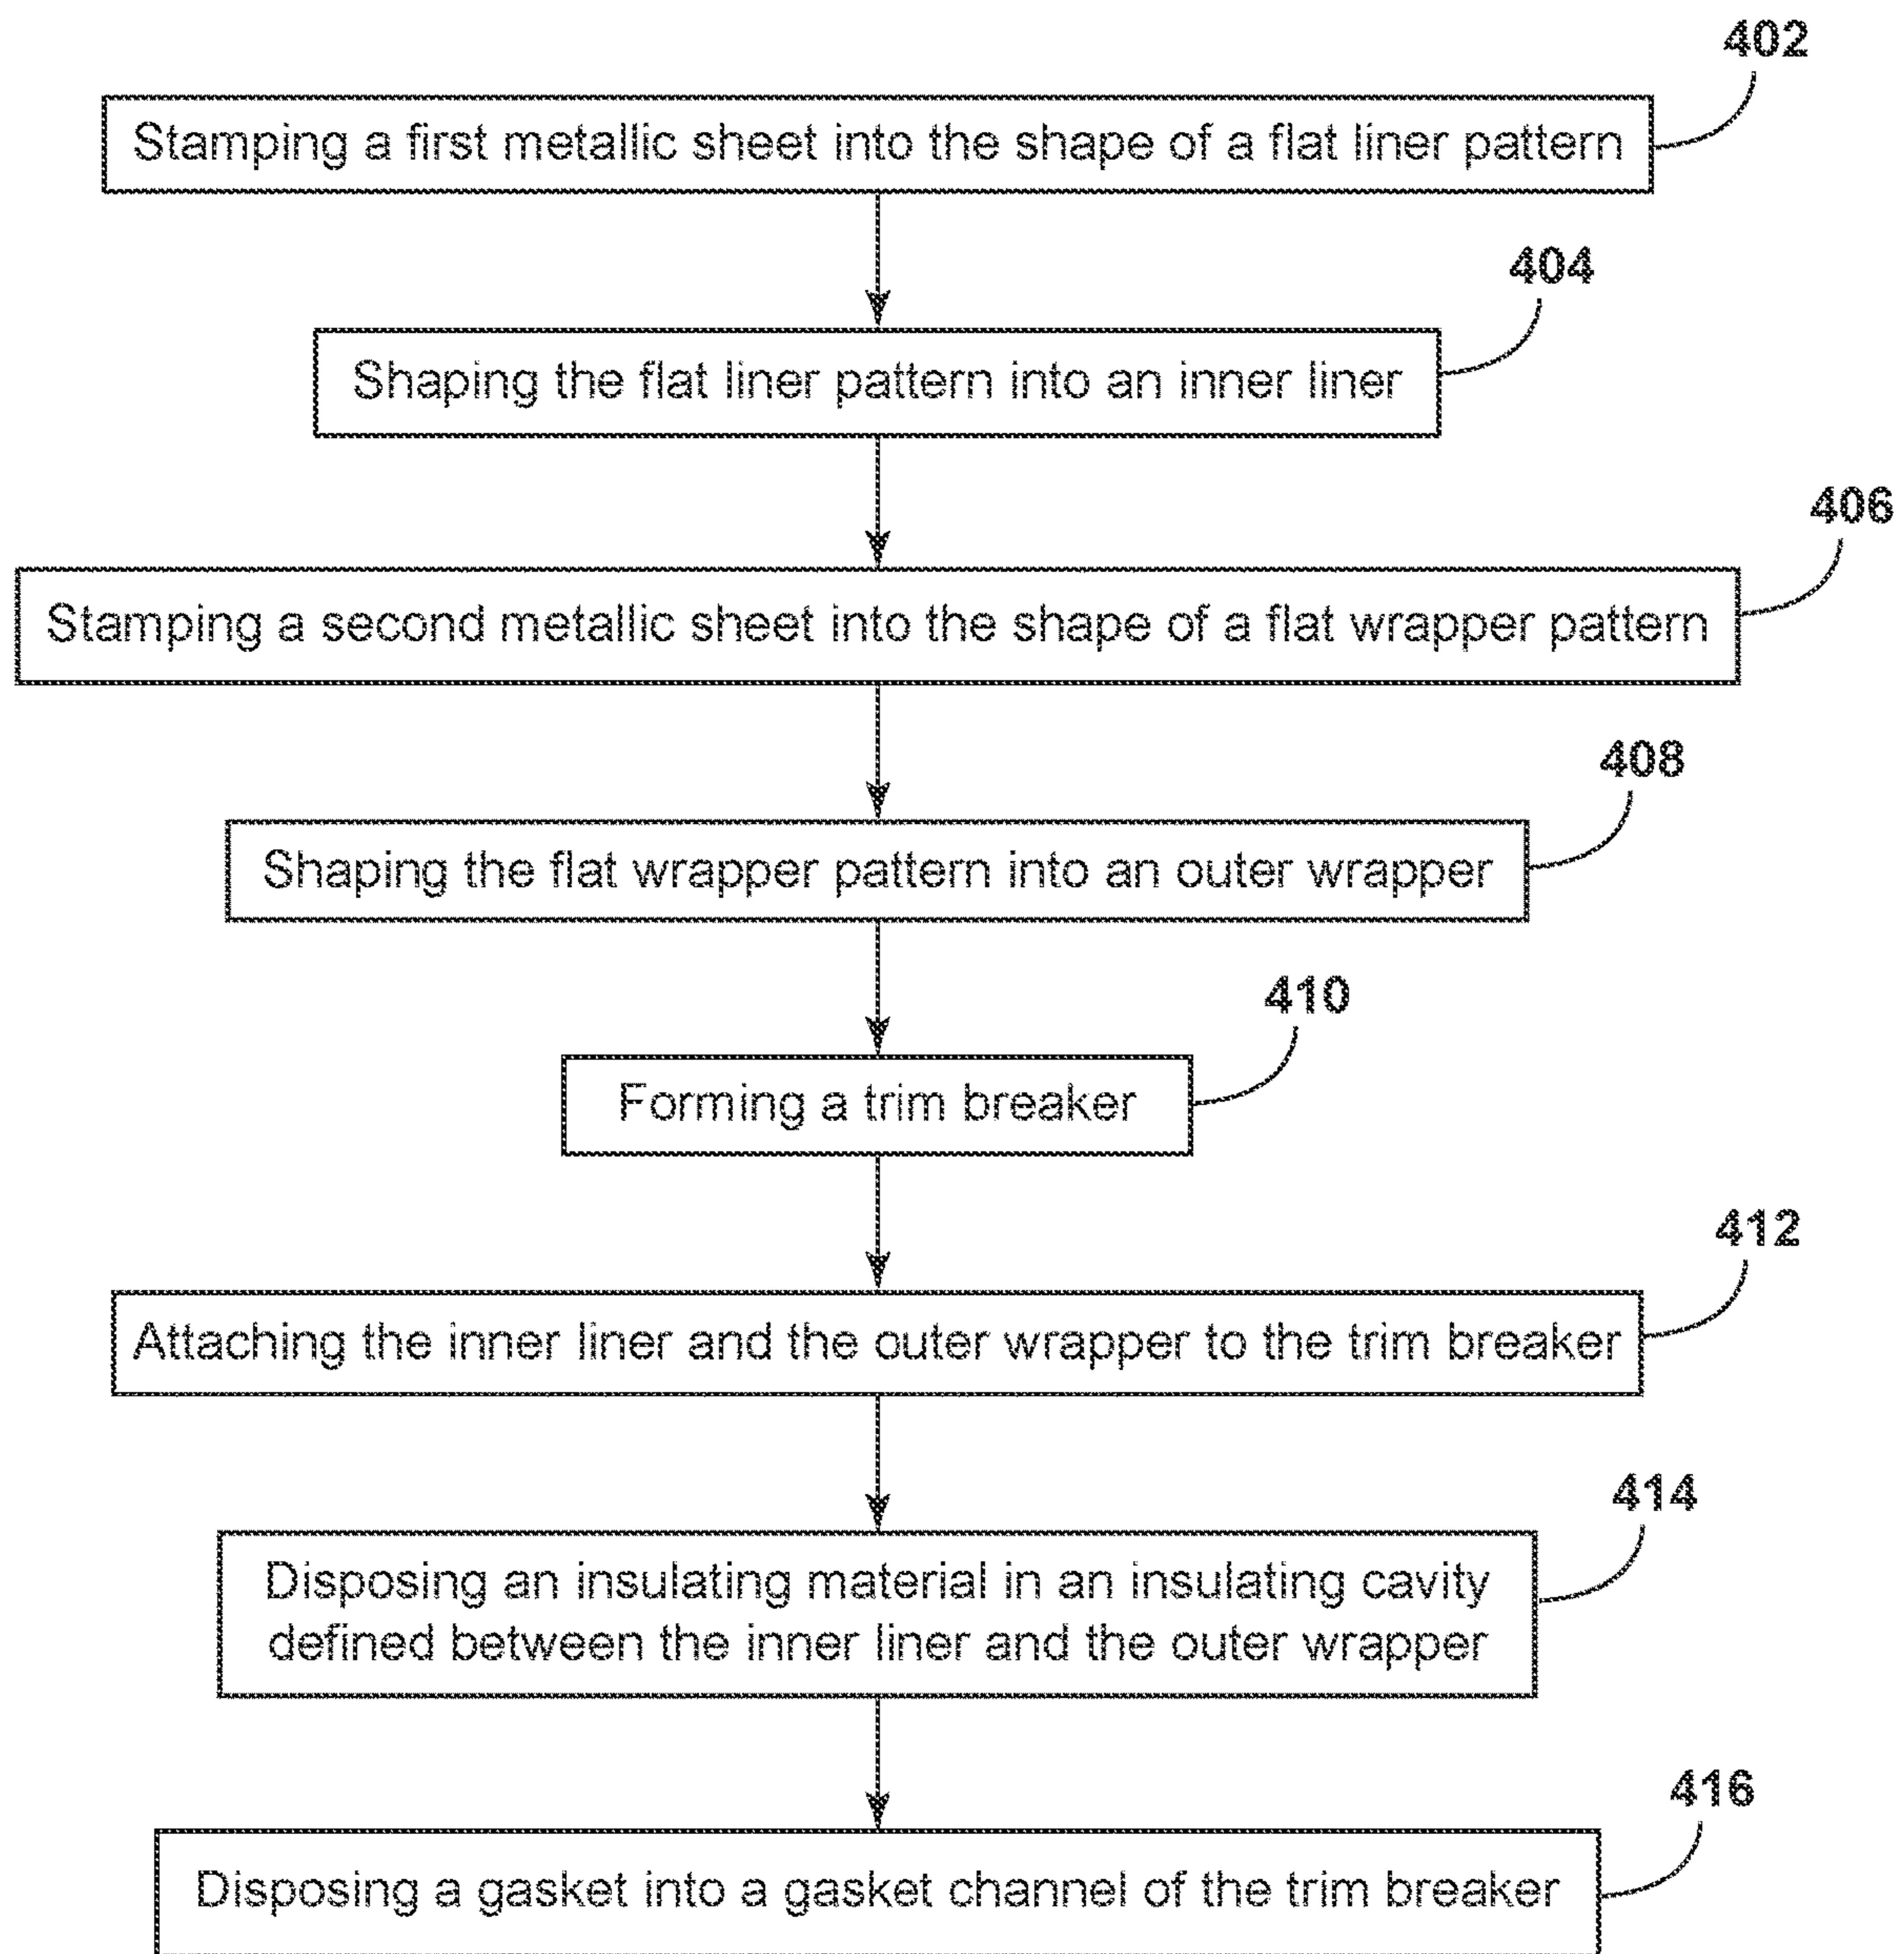 402
Stamping a first metallic sheet into the shape of a flat liner pattern
404
Shaping the flat liner pattern into an inner liner
406
Stamping a second metallic sheet into the shape of a flat wrapper pattern
408
Shaping the flat wrapper pattern into an outer wrapper
410
Forming a trim breaker
412
Attaching the inner liner and the outer wrapper to the trim breaker
414
Disposing an insulating material in an insulating cavity
defined between the inner liner and the outer wrapper
416
Disposing a gasket into a gasket channel of the trim breaker